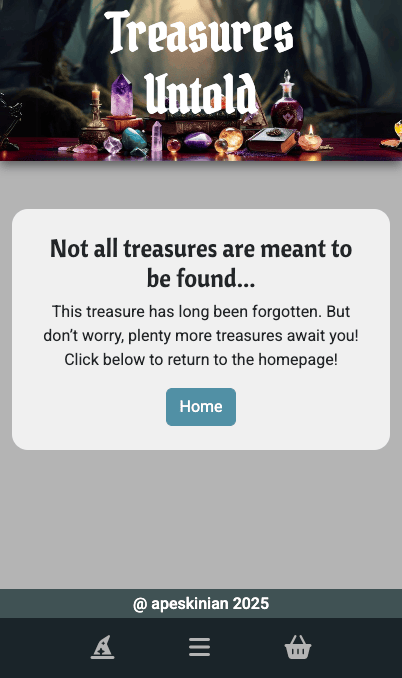 Treasures
Untold
Not all treasures are meant to
be found...
This treasure has long been forgotten. But
don’t worry, plenty more treasures await you!
Click below to return to the homepage!
Home
@ apeskinian 2025